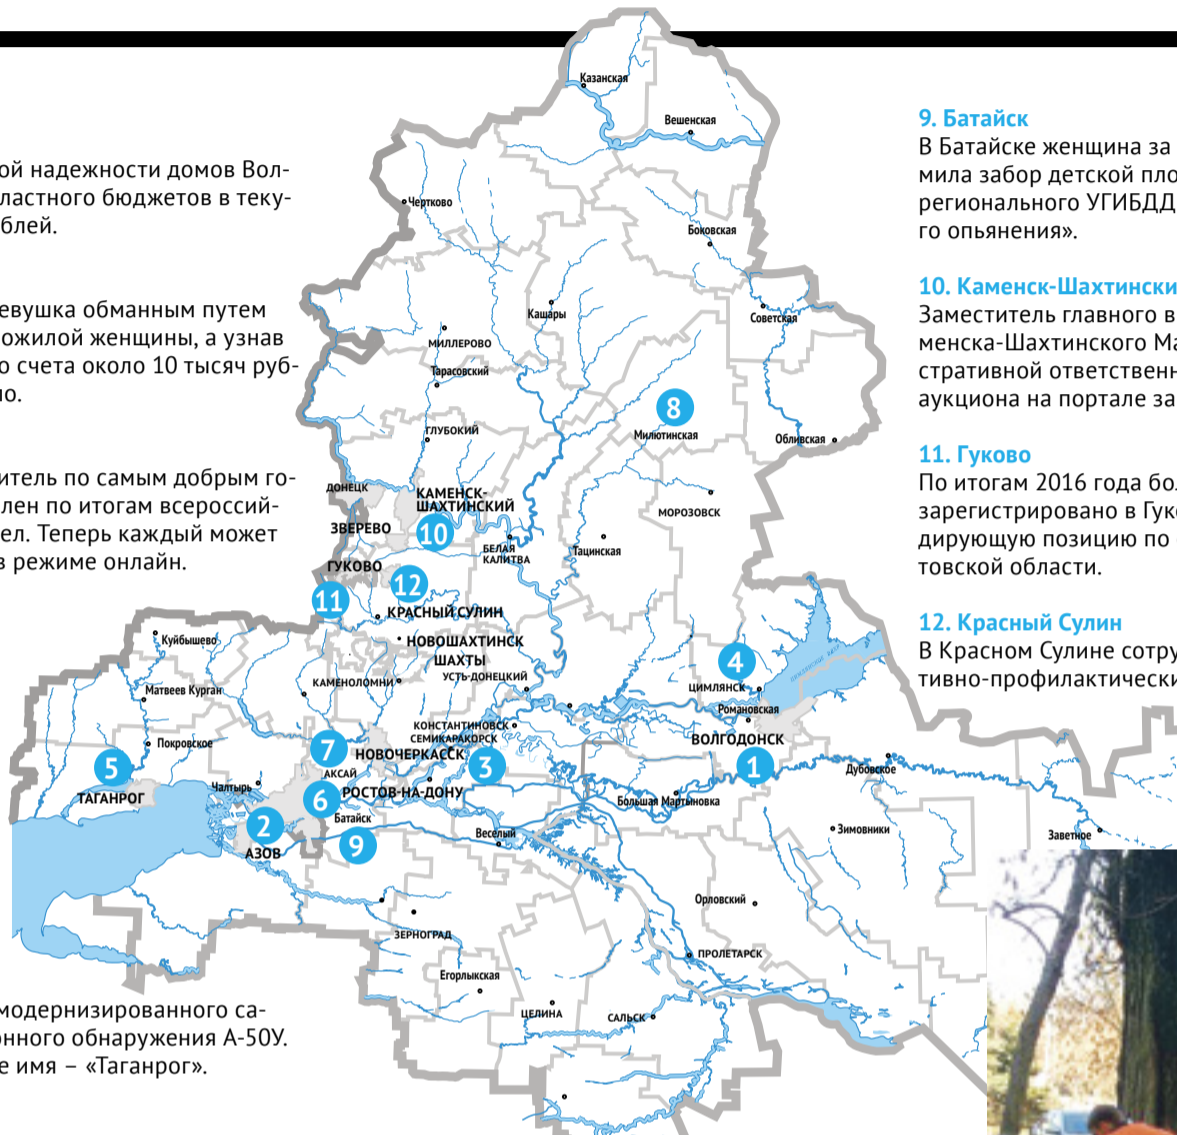 ой надежности домов Вол-
ластного бюджетов в теку-
блей.
евушка обманным путем
ожилой женщины, а узнав
о счета около 10 тысяч руб-
ло.
итель по самым добрым го-
лен по итогам всероссий-
ел. Теперь каждый может
в режиме онлайн.
модернизированного са-
онного обнаружения А-50У.
е имя – «Таганрог».
Казанская
Вешенская
Чертково
Боковская
Кашары
Советская
МИЛЛЕРОВО
Тарасовский
8
Милютинская
ГЛУБОКИЙ
Обливская
ДОНЕЦК
КАМЕНСК-
ШАХТИНСКИЙ
ЗВЕРЕВО
10
МОРОЗОВСК
БЕЛАЯ
КАЛИТВА
Тацинская
ГУКОВО
12
11
КРАСНЫЙ СУЛИН
Куйбышево
НОВОШАХТИНСК
ШАХТЫ
4
КАМЕНОЛОМНИ
УСТЬ-ДОНЕЦКИЙ
ЦИМЛЯНСК
Матвеев Курган
Романовская
КОНСТАНТИНОВСК
СЕМИКАРАКОРСК
ВОЛГОДОНСК
Покровское
7
НОВОЧЕРКАССК
3
1
5
АКСАЙ
Дубовское
ТАГАНРОГ
Чалтырь
6
РОСТОВ-НА-ДОНУ
Большая Мартыновка
2
Батайск
Веселый
Зимовники
Заветное
АЗОВ
9
Орловский
ЗЕРНОГРАД
ПРОЛЕТАРСК
Егорлыкская
ЦЕЛИНА
САЛЬСК
9. Батайск
В Батайске женщина за
мила забор детской пло
регионального УГИБДД
го опьянения».
10. Каменск-Шахтински
Заместитель главного в
менска-Шахтинского Ма
стративной ответственн
аукциона на портале за
11. Гуково
По итогам 2016 года бол
зарегистрировано в Гуко
дирующую позицию по
товской области.
12. Красный Сулин
В Красном Сулине сотру
тивно-профилактически